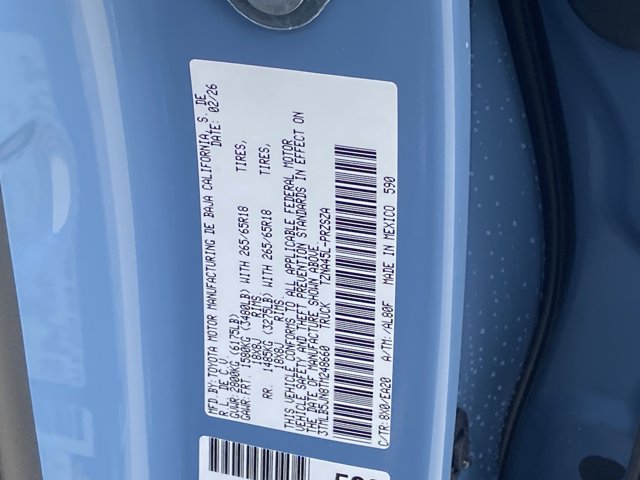 MFD BY: TOYOTA MOTOR MANUFACTURING DE BAJA CALIFORNIA, S. DE
R. L. DE C.V. DATE: 02/26
GVWR 2800KG (6175LB)
GAWR: FRT. 1580KG (3480LB) WITH 265/65R18 TIRES,
18X8J RIMS
RR. 1485KG (3275LB) WITH 265/65R18 TIRES,
18X8J RIMS
THIS VEHICLE CONFORMS TO ALL APPLICABLE FEDERAL MOTOR
VEHICLE SAFETY AND THEFT PREVENTION STANDARDS IN EFFECT ON
THE DATE OF MANUFACTURE SHOWN ABOVE.
3TMLB5JN8TM248660 TRUCK TZNA45L-PRZSZA
C/TR: 8X0/EA20 A/TM: /AL80F MADE IN MEXICO 590